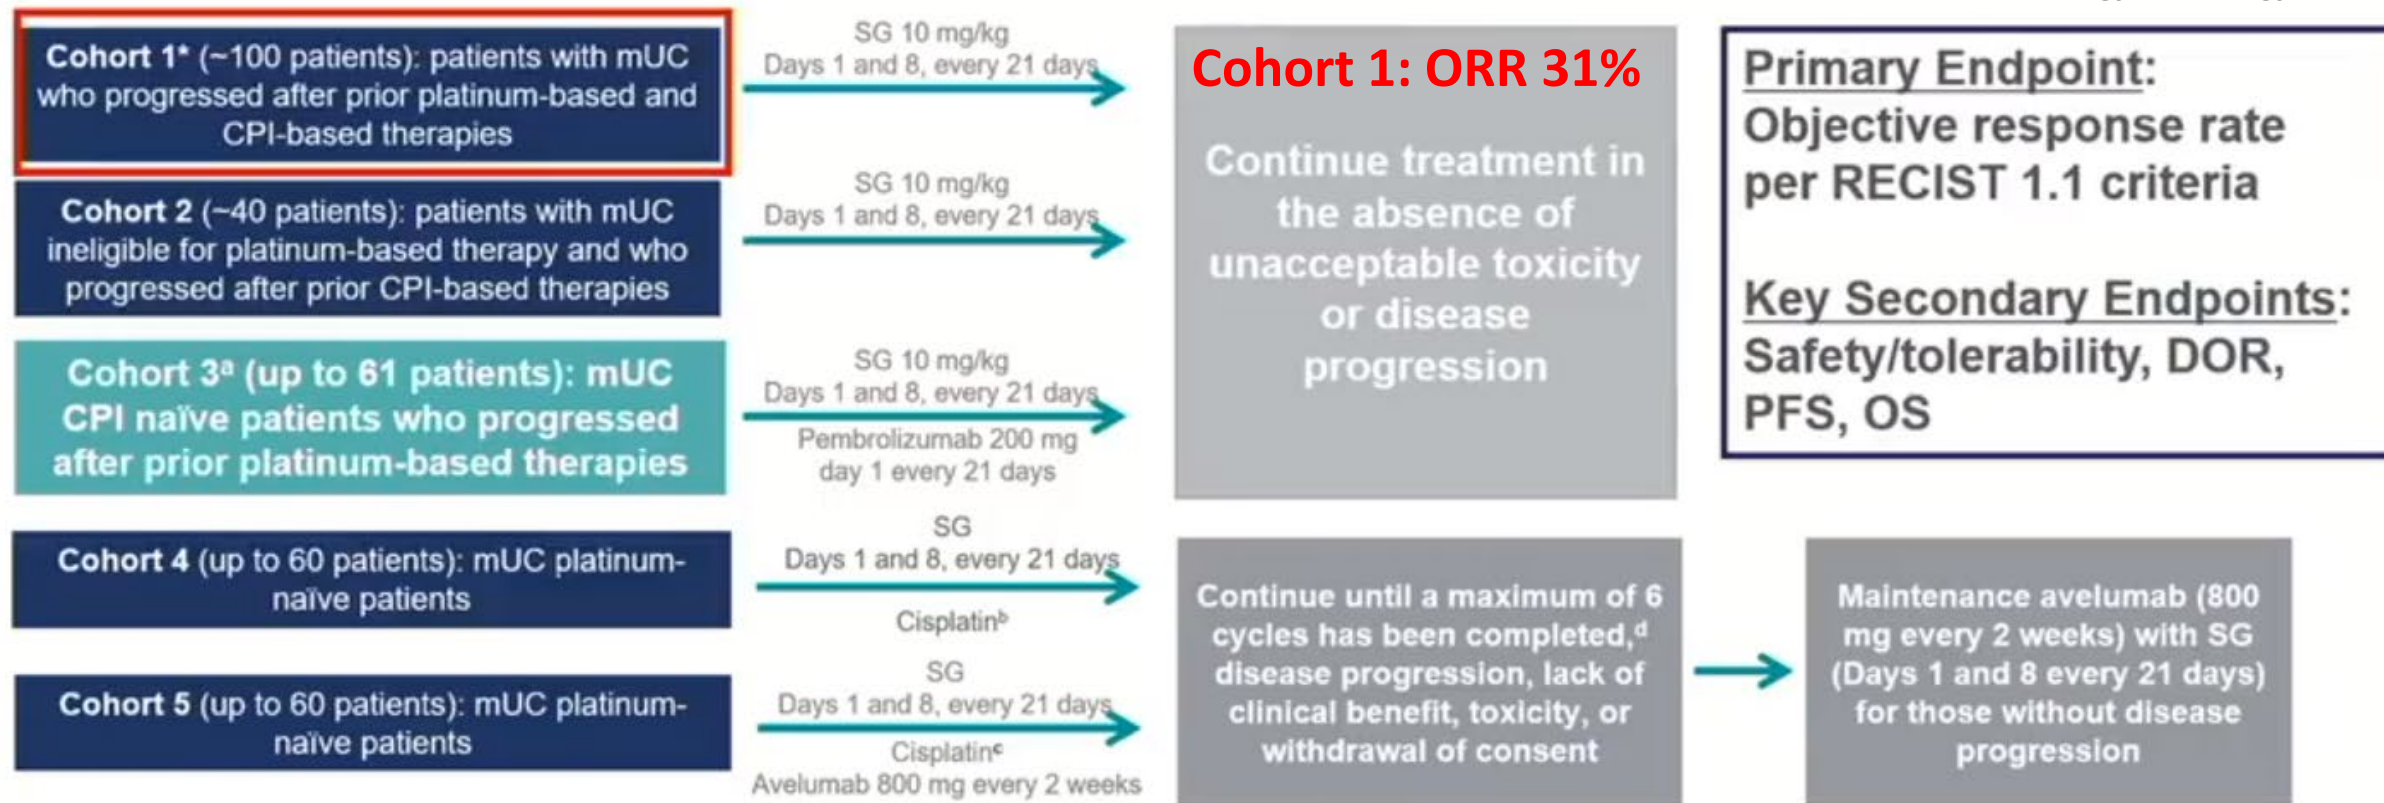 Cohort 1* (~100 patients): patients with mUC
who progressed after prior platinum-based and
CPI-based therapies
SG 10 mg/kg
Days 1 and 8, every 21 days
Cohort 2 (~40 patients): patients with mUC
ineligible for platinum-based therapy and who
progressed after prior CPI-based therapies
SG 10 mg/kg
Days 1 and 8, every 21 days
Cohort 3ᵃ (up to 61 patients): mUC
CPI naïve patients who progressed
after prior platinum-based therapies
SG 10 mg/kg
Days 1 and 8, every 21 days
Pembrolizumab 200 mg
day 1 every 21 days
Cohort 1: ORR 31%
Continue treatment in
the absence of
unacceptable toxicity
or disease
progression
Primary Endpoint:
Objective response rate
per RECIST 1.1 criteria
Key Secondary Endpoints:
Safety/tolerability, DOR,
PFS, OS
Cohort 4 (up to 60 patients): mUC platinum-
naïve patients
SG
Days 1 and 8, every 21 days
Cisplatinᵇ
Cohort 5 (up to 60 patients): mUC platinum-
naïve patients
SG
Days 1 and 8, every 21 days
Cisplatinᶜ
Avelumab 800 mg every 2 weeks
Continue until a maximum of 6
cycles has been completed,ᵈ
disease progression, lack of
clinical benefit, toxicity, or
withdrawal of consent
Maintenance avelumab (800
mg every 2 weeks) with SG
(Days 1 and 8 every 21 days)
for those without disease
progression